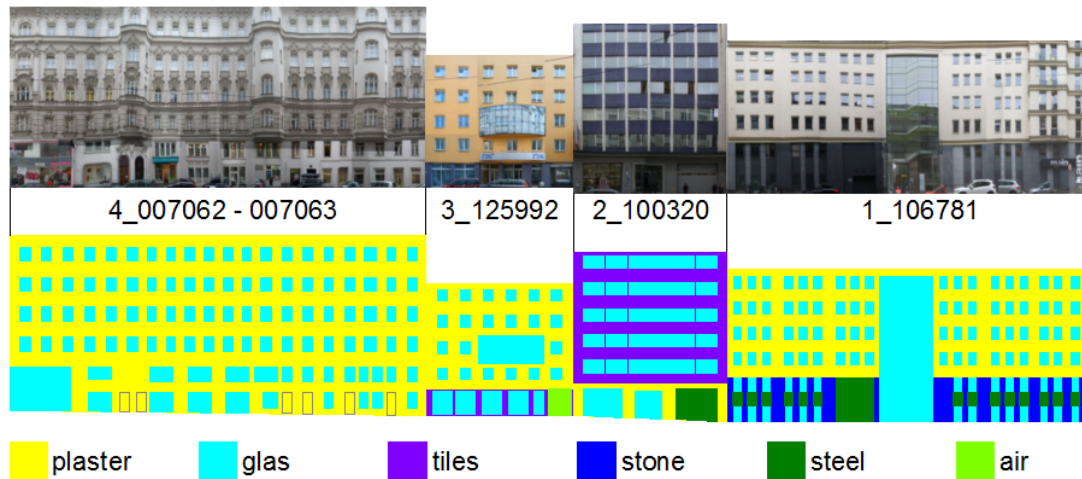 4_007062 - 007063
3_125992
2_100320
1_106781
plaster
glas
tiles
stone
steel
air